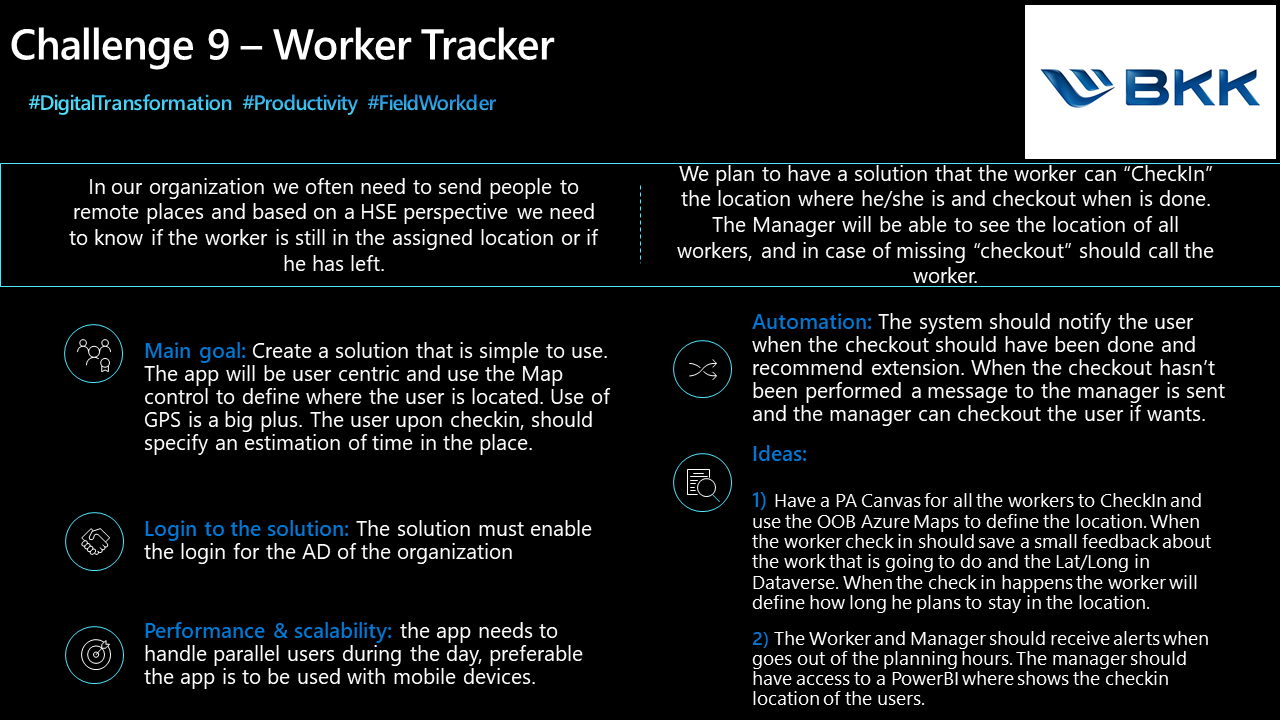 Challenge 9 – Worker Tracker
BKK
#DigitalTransformation #Productivity #FieldWorkder
In our organization we often need to send people to
remote places and based on a HSE perspective we need
to know if the worker is still in the assigned location or if
he has left.
We plan to have a solution that the worker can “CheckIn”
the location where he/she is and checkout when is done.
The Manager will be able to see the location of all
workers, and in case of missing “checkout” should call the
worker.
Main goal: Create a solution that is simple to use.
The app will be user centric and use the Map
control to define where the user is located. Use of
GPS is a big plus. The user upon checkin, should
specify an estimation of time in the place.
Login to the solution: The solution must enable
the login for the AD of the organization
Performance & scalability: the app needs to
handle parallel users during the day, preferable
the app is to be used with mobile devices.
Automation: The system should notify the user
when the checkout should have been done and
recommend extension. When the checkout hasn’t
been performed a message to the manager is sent
and the manager can checkout the user if wants.
Ideas:
1) Have a PA Canvas for all the workers to CheckIn and
use the OOB Azure Maps to define the location. When
the worker check in should save a small feedback about
the work that is going to do and the Lat/Long in
Dataverse. When the check in happens the worker will
define how long he plans to stay in the location.
2) The Worker and Manager should receive alerts when
goes out of the planning hours. The manager should
have access to a PowerBI where shows the checkin
location of the users.